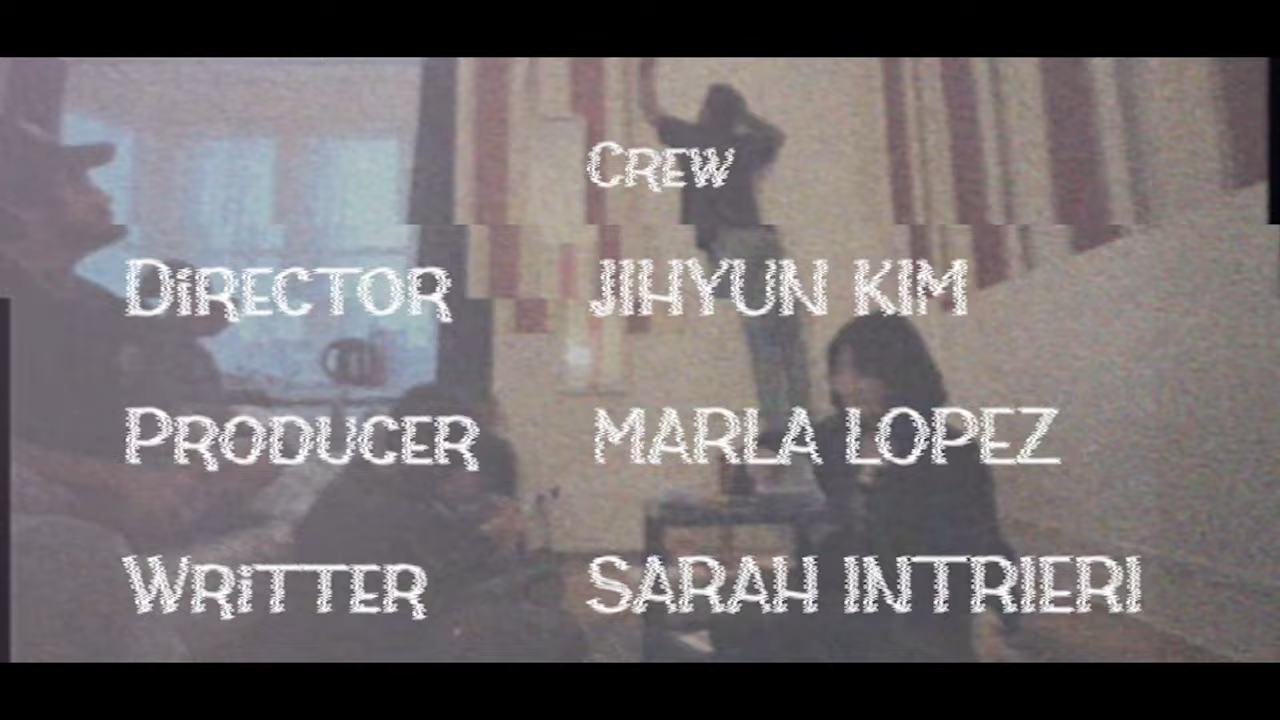 Crew
DiRECTOR JIHYUN KIM
PRODUCER MARLA LOPEZ
WRiTTER SARAH INTRIERI